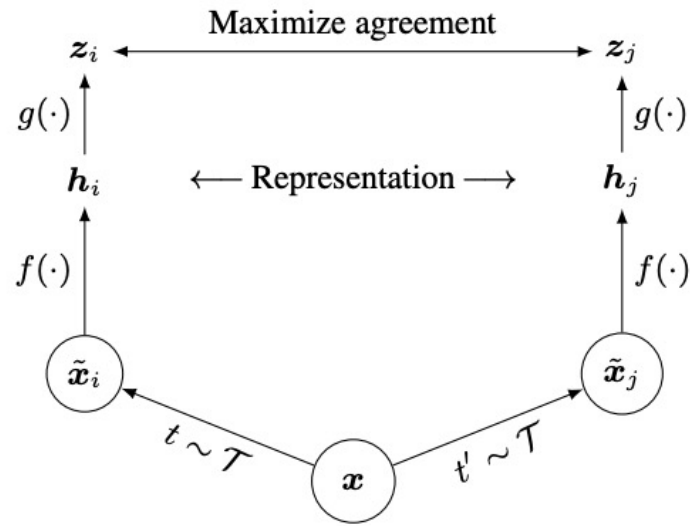 Maximize agreement
z_i z_j
g(·) g(·)
h_i ← Representation → h_j
f(·) f(·)
x̃_i x̃_j
t ∼ 𝒯 t′ ∼ 𝒯
x